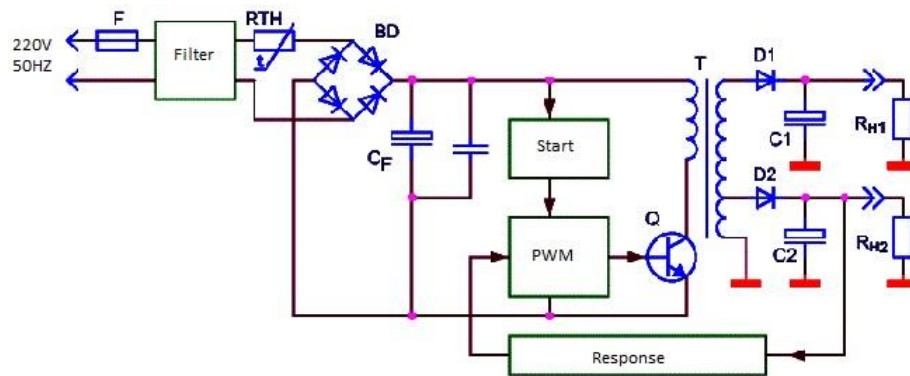 F
RTH
BD
220V
50HZ
Filter
t
T
D1
C1
RH1
CF
Start
D2
Q
C2
RH2
PWM
Response